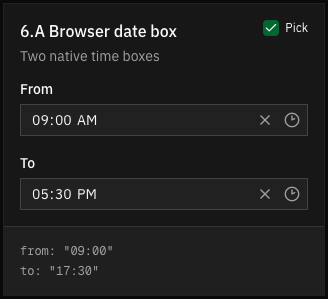 6.A Browser date box
Pick
Two native time boxes
From
09:00 AM
To
05:30 PM
from: "09:00"
to: "17:30"